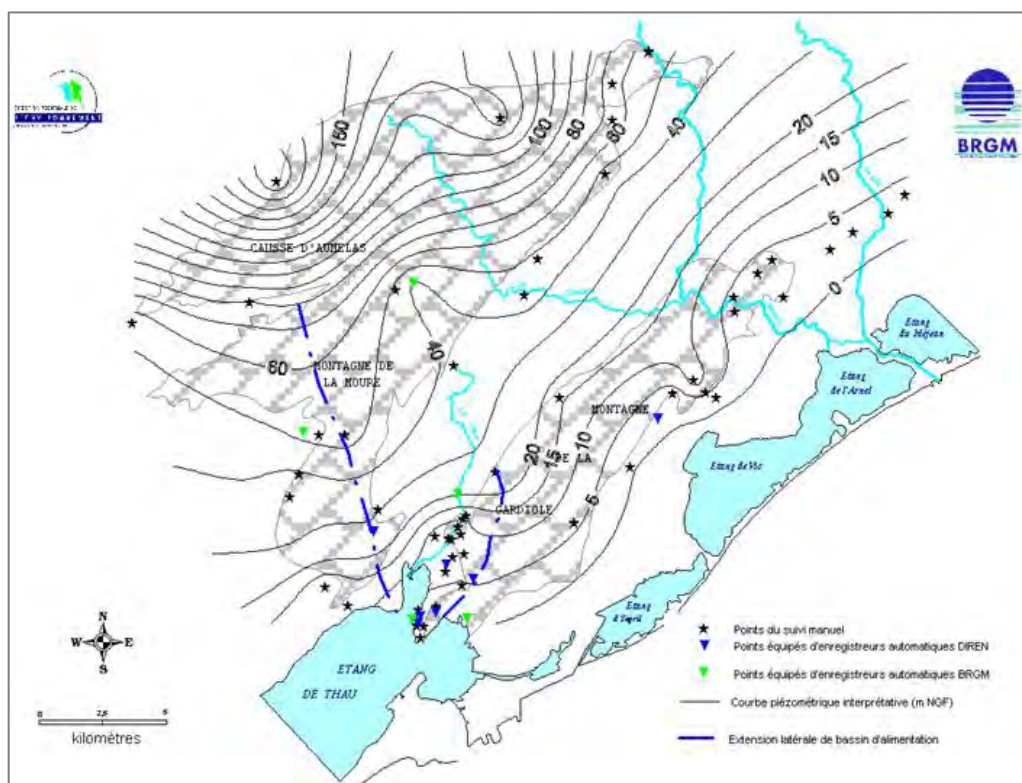 BRGM
150
100
80
60
40
20
15
10
5
0
CAUSSE D'AUMELAS
60
MONTAGNE DE
LA MOURE
40
MONTAGNE
DE LA
GARDIOLE
20
15
10
5
Etang
du Méjean
Etang
de l'Arnel
Etang de Vic
Etang
d'Ingril
ETANG
DE THAU
N
W
E
S
0
2,5
5
kilomètres
Points du suivi manuel
Points équipés d'enregistreurs automatiques DIREN
Points équipés d'enregistreurs automatiques BRGM
Courbe piézométrique interprétative (m NGF)
Extension latérale de bassin d'alimentation